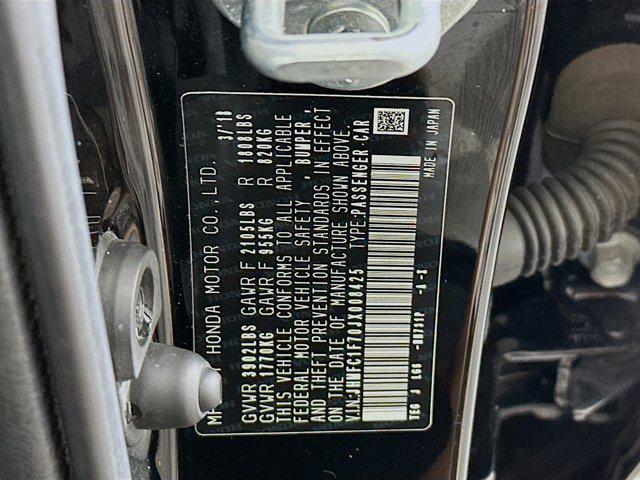 MFD. BY HONDA MOTOR CO.,LTD. 3/'18
GVWR 3902LBS GAWR F 2105LBS R 1808LBS
GVWR 1770KG GAWR F 955KG R 820KG
THIS VEHICLE CONFORMS TO ALL APPLICABLE
FEDERAL MOTOR VEHICLE SAFETY , BUMPER ,
AND THEFT PREVENTION STANDARDS IN EFFECT
ON THE DATE OF MANUFACTURE SHOWN ABOVE.
V.I.N.: TYPE:PASSENGER CAR
MADE IN JAPAN